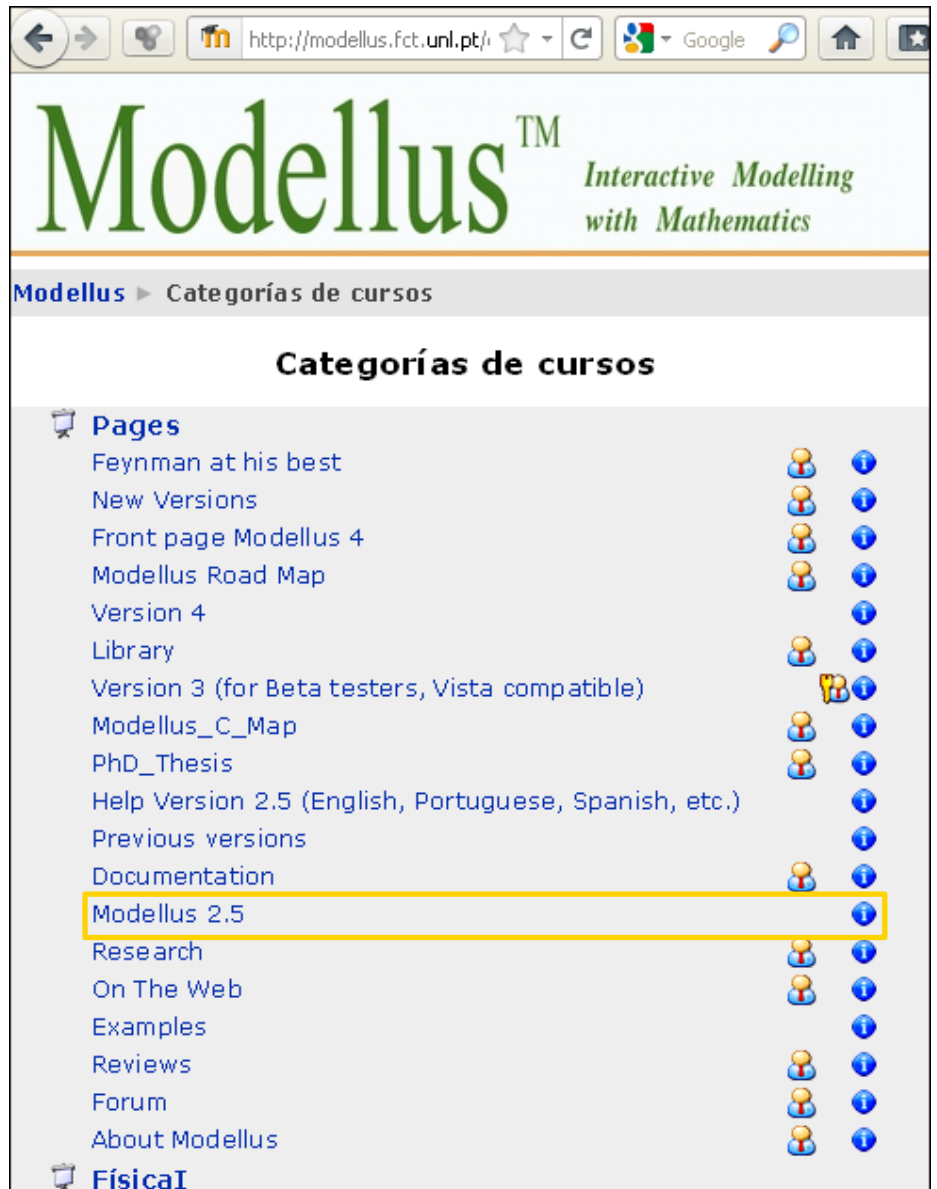 http://modellus.fct.unl.pt/
Google
Modellus™
Interactive Modelling
with Mathematics
Modellus ► Categorías de cursos
Categorías de cursos
Pages
Feynman at his best
New Versions
Front page Modellus 4
Modellus Road Map
Version 4
Library
Version 3 (for Beta testers, Vista compatible)
Modellus_C_Map
PhD_Thesis
Help Version 2.5 (English, Portuguese, Spanish, etc.)
Previous versions
Documentation
Modellus 2.5
Research
On The Web
Examples
Reviews
Forum
About Modellus
FísicaI